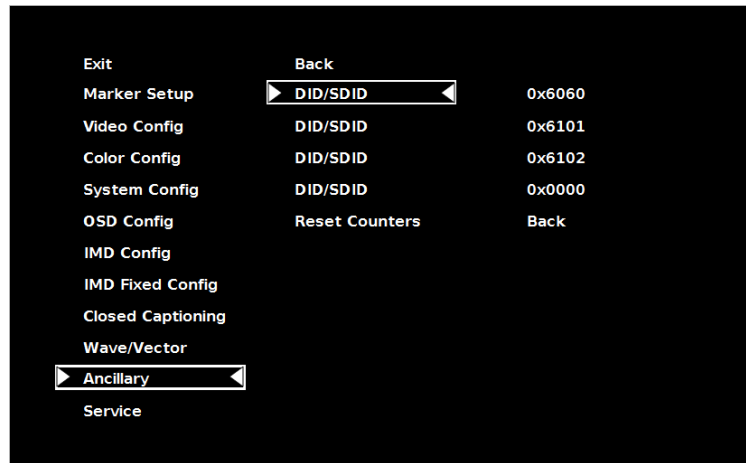 Exit Back
Marker Setup DID/SDID 0x6060
Video Config DID/SDID 0x6101
Color Config DID/SDID 0x6102
System Config DID/SDID 0x0000
OSD Config Reset Counters Back
IMD Config
IMD Fixed Config
Closed Captioning
Wave/Vector
Ancillary
Service